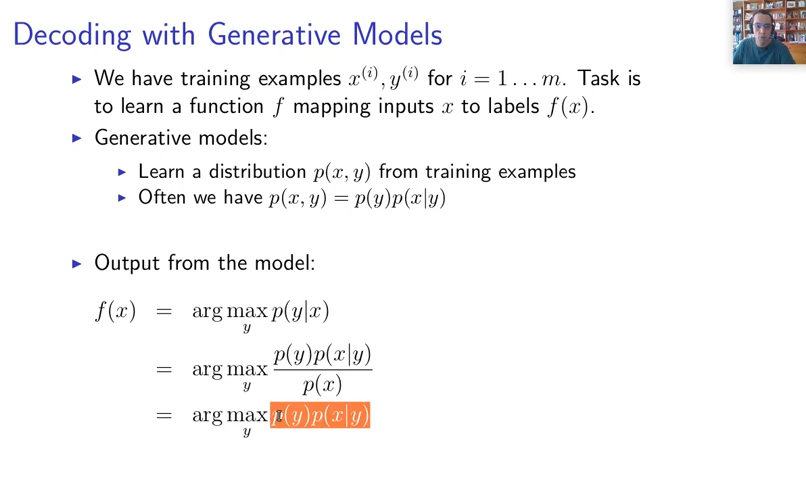 Decoding with Generative Models
▶ We have training examples x^(i), y^(i) for i = 1 . . . m. Task is
to learn a function f mapping inputs x to labels f(x).
▶ Generative models:
▶ Learn a distribution p(x, y) from training examples
▶ Often we have p(x, y) = p(y)p(x|y)
▶ Output from the model:
f(x) = arg max_y p(y|x)
= arg max_y p(y)p(x|y) / p(x)
= arg max_y p(y)p(x|y)